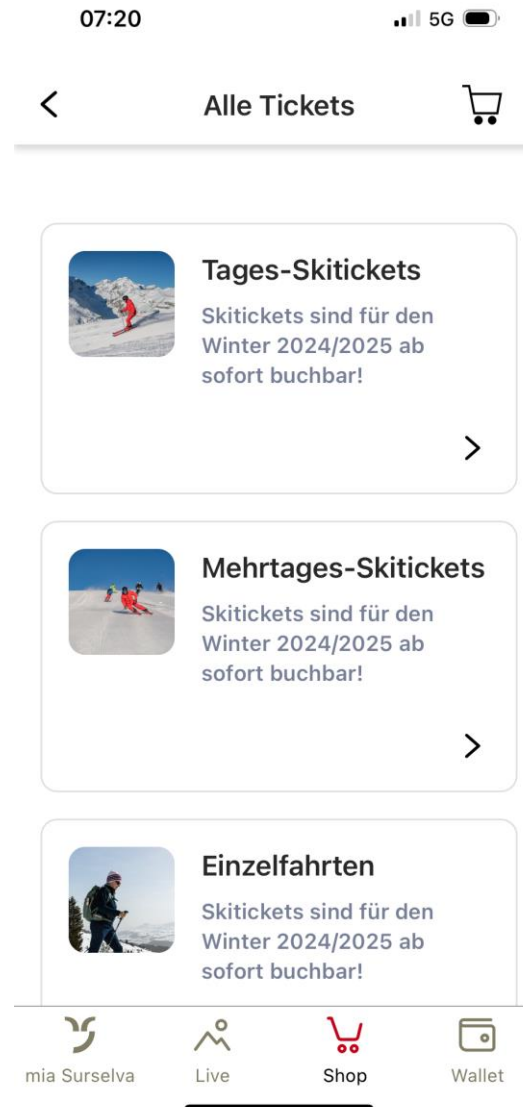 07:20
5G
Alle Tickets
Tages-Skitickets
Skitickets sind für den
Winter 2024/2025 ab
sofort buchbar!
Mehrtages-Skitickets
Skitickets sind für den
Winter 2024/2025 ab
sofort buchbar!
Einzelfahrten
Skitickets sind für den
Winter 2024/2025 ab
sofort buchbar!
mia Surselva
Live
Shop
Wallet